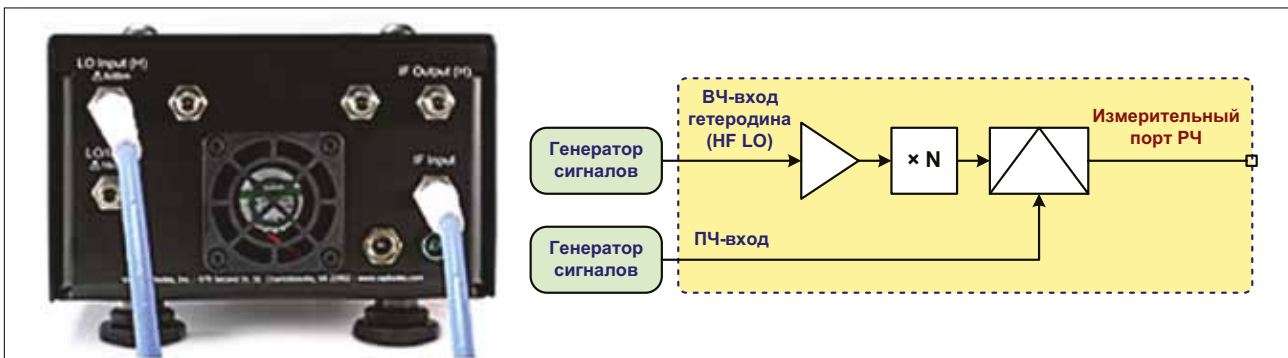 LO Input (H)
IF Output (H)
LO/
IF Input
ВЧ-вход
гетеродина
(HF LO)
Измерительный
порт РЧ
Генератор
сигналов
× N
ПЧ-вход
Генератор
сигналов